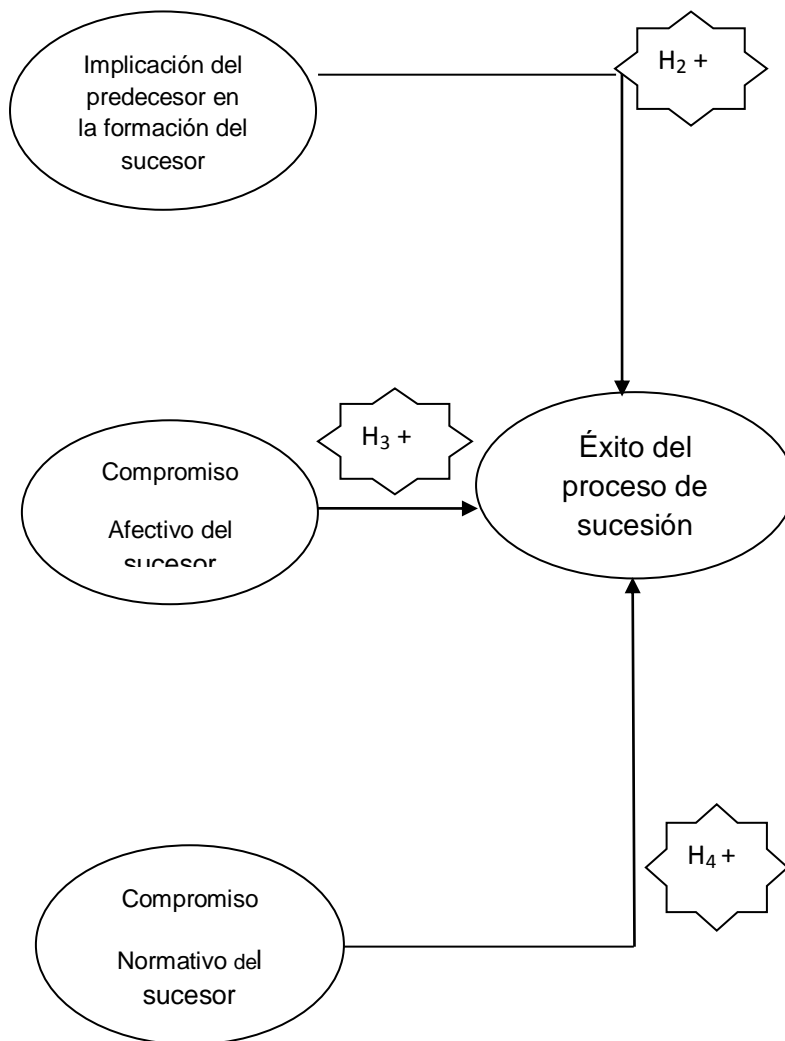 Implicación del
predecesor en
la formación del
sucesor
H₂ +
H₃ +
Compromiso
Afectivo del
sucesor
Éxito del
proceso de
sucesión
H₄ +
Compromiso
Normativo del
sucesor